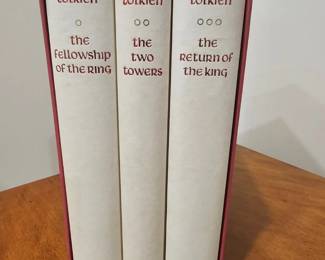 tolkien
the
fellowship
of the ring
tolkien
the
two
towers
tolkien
the
return of
the king